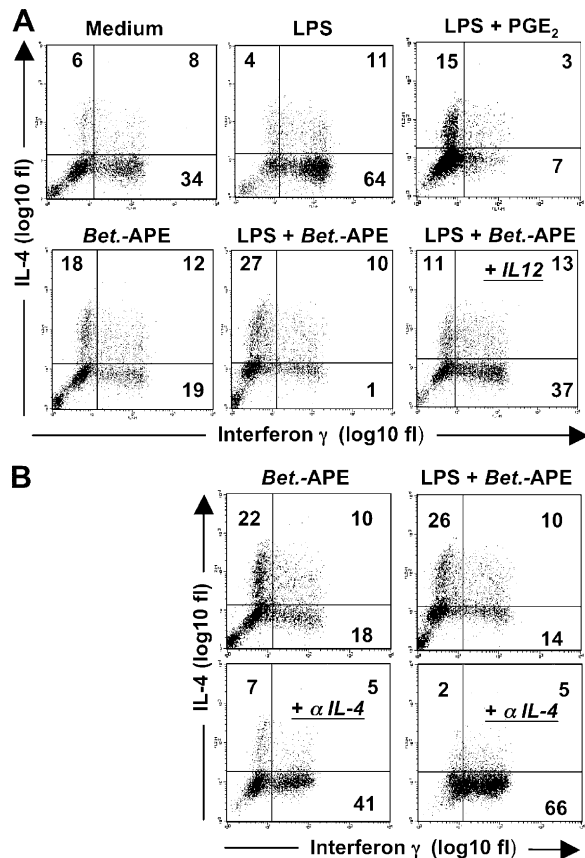 A
Medium
LPS
LPS + PGE₂
6 8
34
4 11
64
15 3
7
Bet.-APE
LPS + Bet.-APE
LPS + Bet.-APE
18 12
19
27 10
1
11 13
+ IL12
37
IL-4 (log10 fl)
Interferon γ (log10 fl)
B
Bet.-APE
LPS + Bet.-APE
22 10
18
26 10
14
7 5
+ α IL-4
41
2 5
+ α IL-4
66
IL-4 (log10 fl)
Interferon γ (log10 fl)